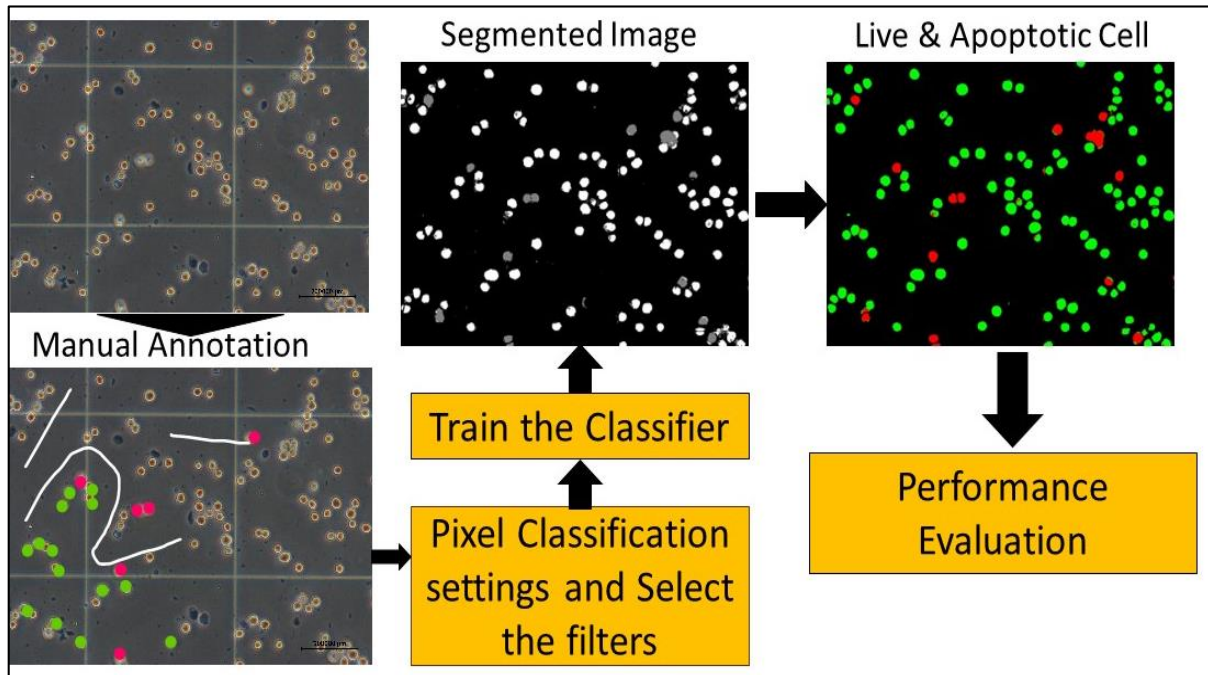 Manual Annotation
Pixel Classification
settings and Select
the filters
Train the Classifier
Segmented Image
Live & Apoptotic Cell
Performance
Evaluation